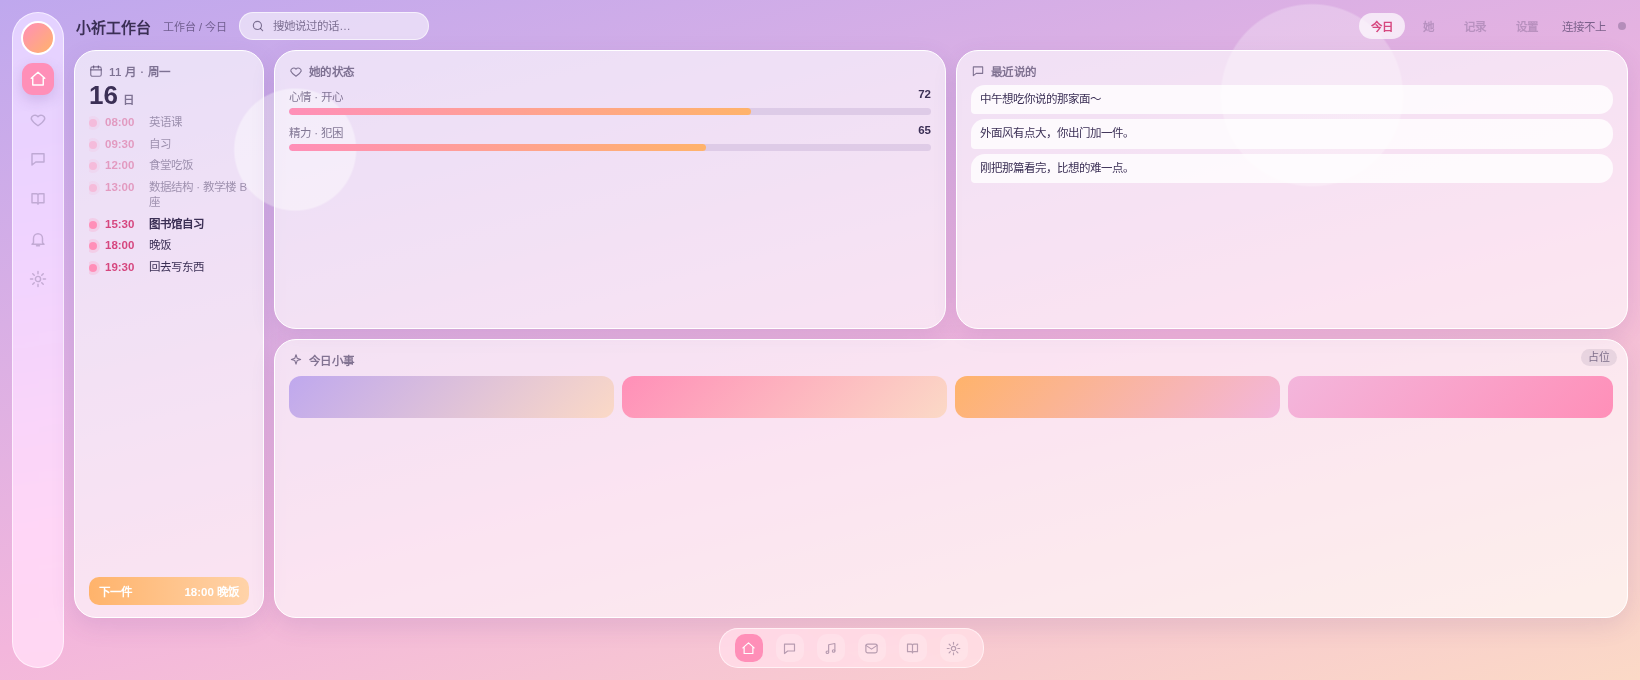 小祈工作台
工作台 / 今日
搜她说过的话…
今日
她
记录
设置
连接不上
11 月 · 周一
16 日
08:00 英语课
09:30 自习
12:00 食堂吃饭
13:00 数据结构 · 教学楼 B
座
15:30 图书馆自习
18:00 晚饭
19:30 回去写东西
下一件 18:00 晚饭
她的状态
心情 · 开心 72
精力 · 犯困 65
最近说的
中午想吃你说的那家面～
外面风有点大，你出门加一件。
刚把那篇看完，比想的难一点。
今日小事
占位